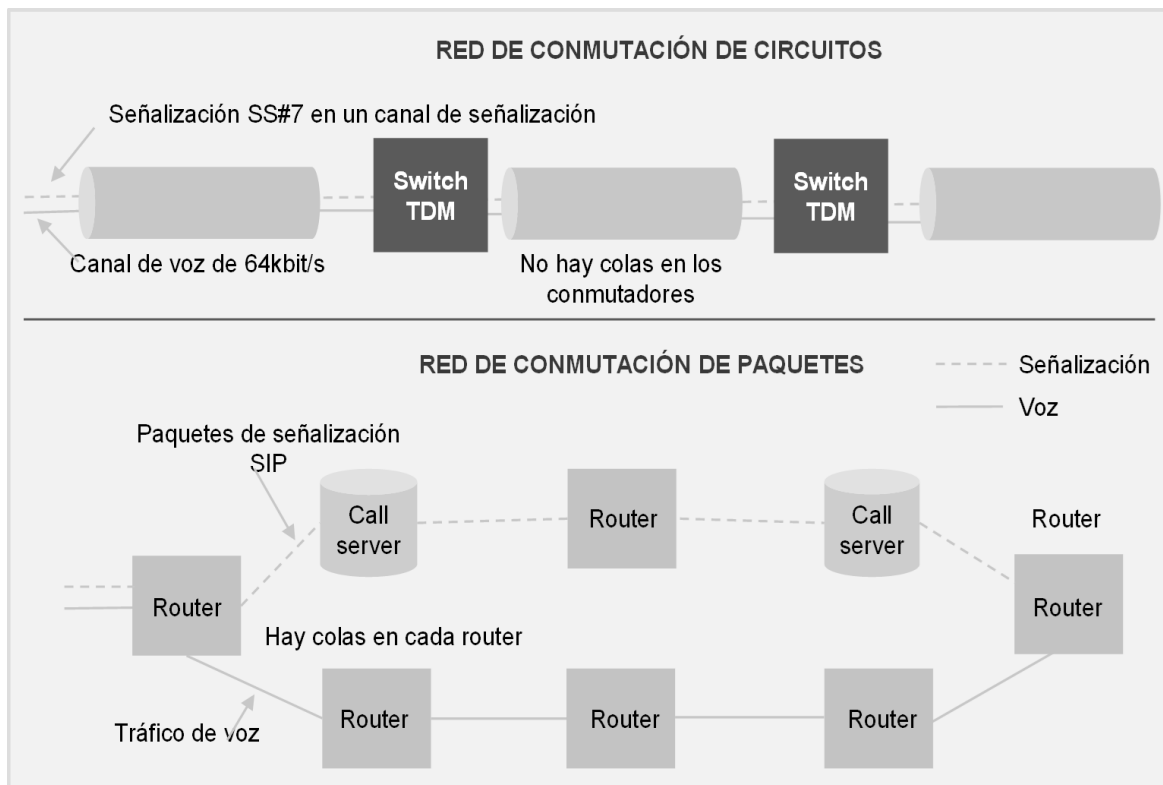 RED DE CONMUTACIÓN DE CIRCUITOS
Señalización SS#7 en un canal de señalización
Switch
TDM
Switch
TDM
Canal de voz de 64kbit/s
No hay colas en los
conmutadores
RED DE CONMUTACIÓN DE PAQUETES
Señalización
Voz
Paquetes de señalización
SIP
Call
server
Router
Call
server
Router
Router
Router
Hay colas en cada router
Router
Router
Router
Tráfico de voz